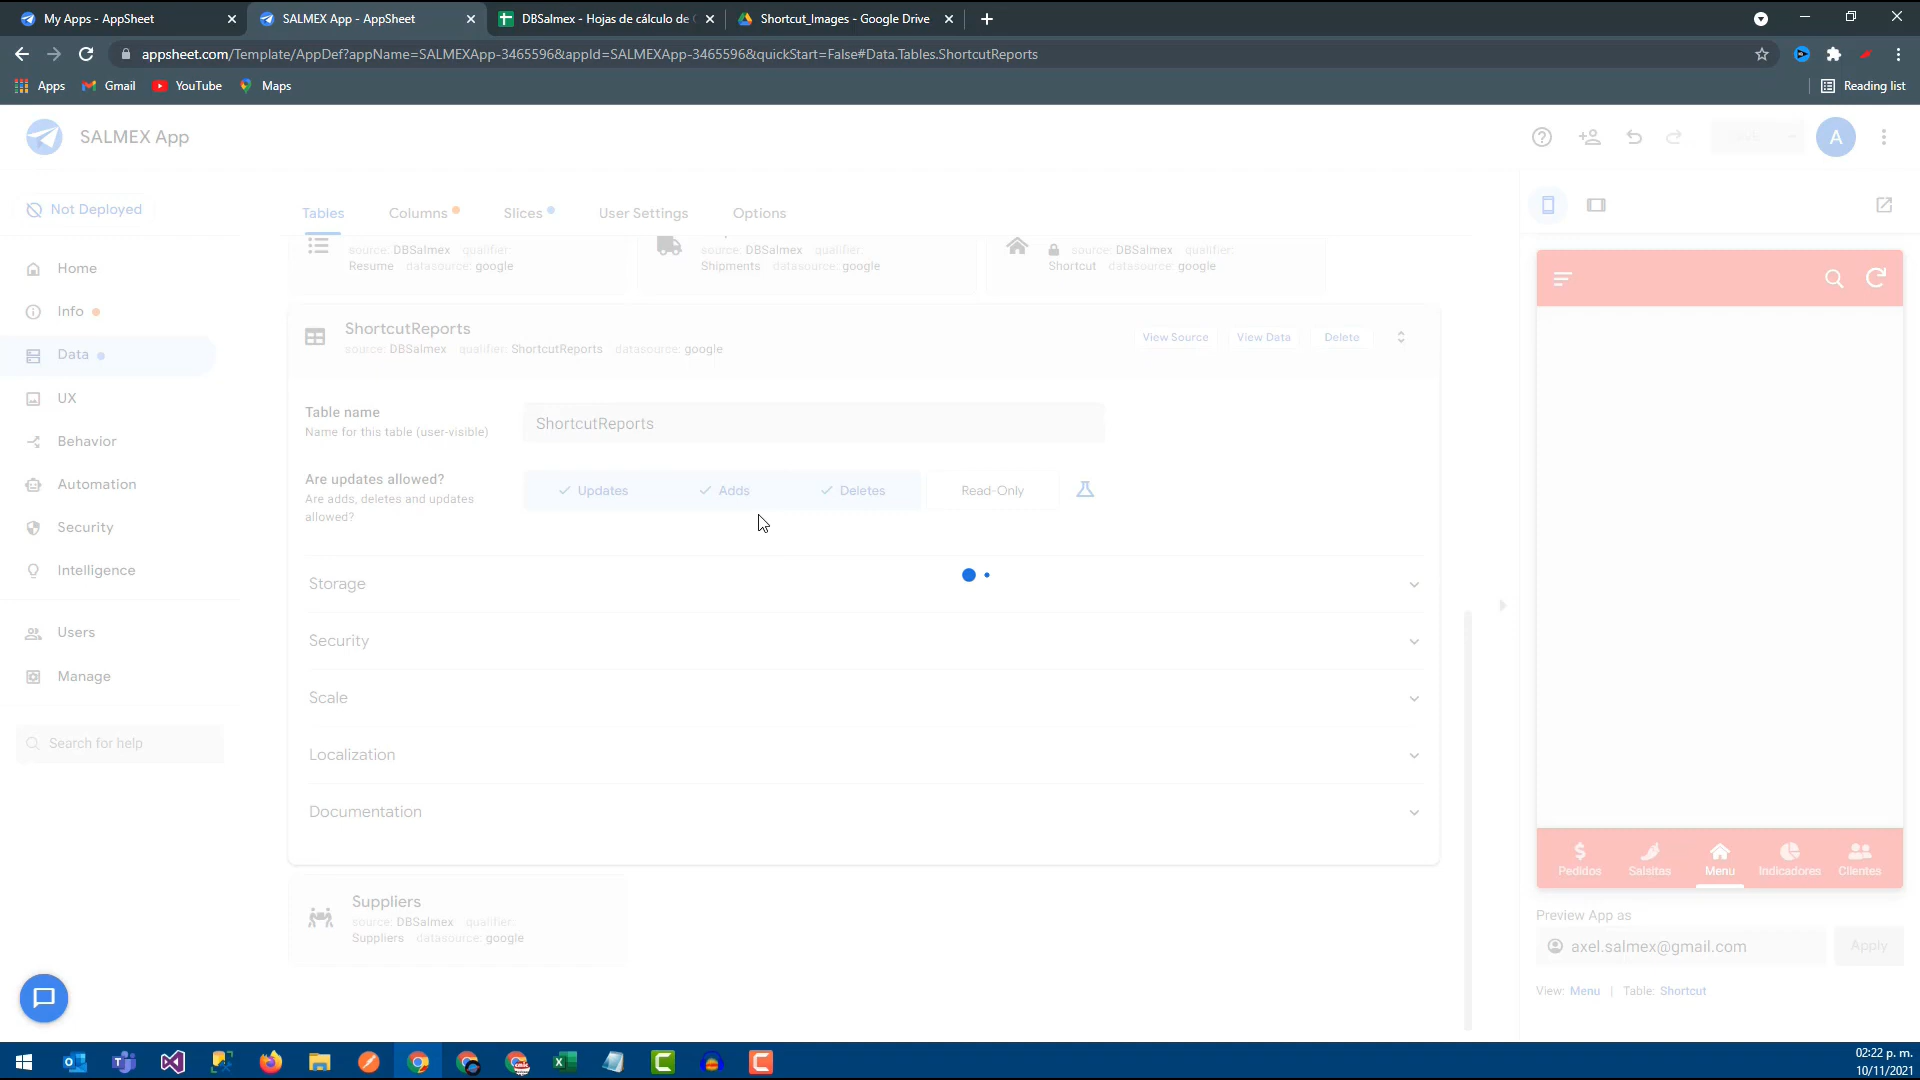 My Apps - AppSheet
SALMEX App - AppSheet
DBSalmex - Hojas de cálculo de
Shortcut_Images - Google Drive
appsheet.com/Template/AppDef?appName=SALMEXApp-3465596&appId=SALMEXApp-3465596&quickStart=False#Data.Tables.ShortcutReports
Apps Gmail YouTube Maps Reading list
SALMEX App
A
Not Deployed
Tables Columns Slices User Settings Options
source: DBSalmex qualifier:
Resume datasource: google
source: DBSalmex qualifier:
Shipments datasource: google
source: DBSalmex qualifier:
Shortcut datasource: google
Home
Info
Data
UX
Behavior
Automation
Security
Intelligence
Users
Manage
Search for help
ShortcutReports
source: DBSalmex qualifier: ShortcutReports datasource: google
View Source View Data Delete
Table name
Name for this table (user-visible)
ShortcutReports
Are updates allowed?
Are adds, deletes and updates
allowed?
Updates Adds Deletes Read-Only
Storage
Security
Scale
Localization
Documentation
Suppliers
source: DBSalmex qualifier:
Suppliers datasource: google
Pedidos Salsitas Menu Indicadores Clientes
Preview App as
axel.salmex@gmail.com Apply
View: Menu | Table: Shortcut
02:22 p. m.
10/11/2021